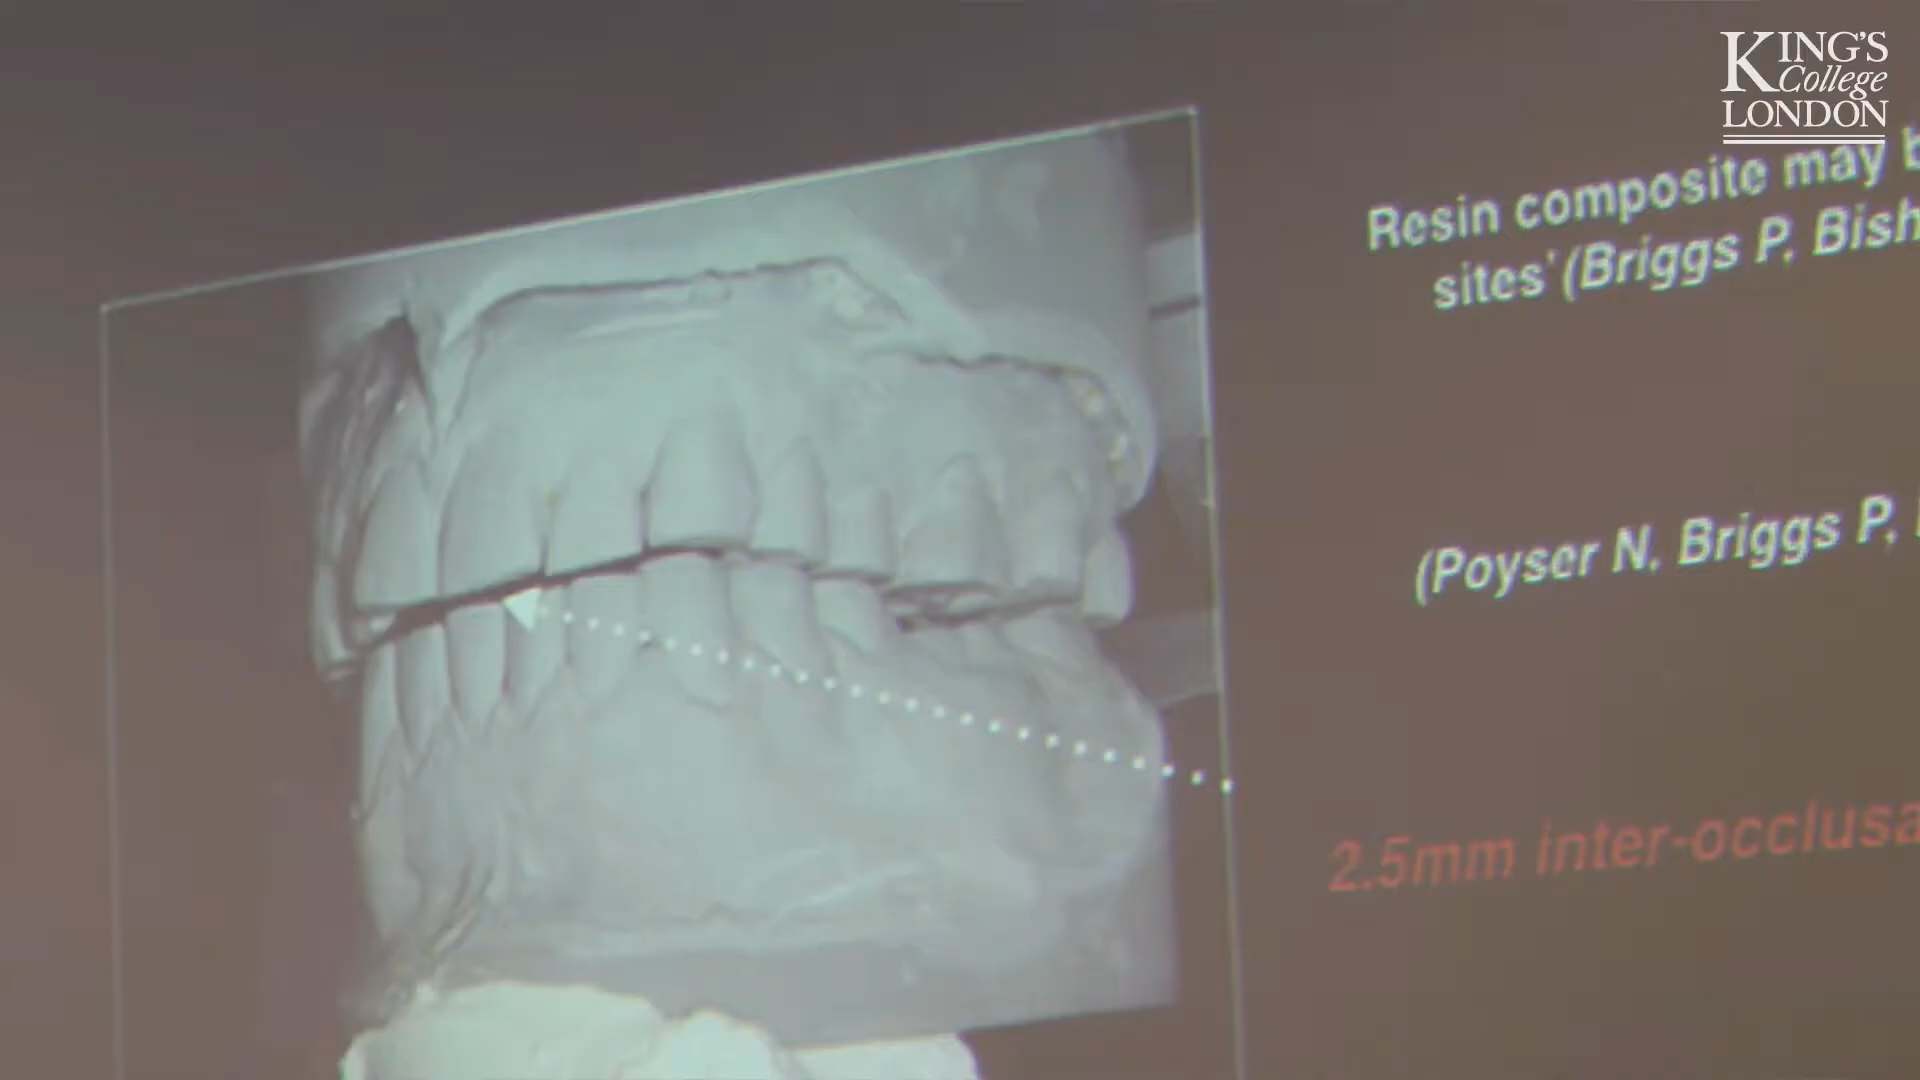 KING'S
College
LONDON
Resin composite may
sites' (Briggs P, Bish
(Poyser N, Briggs P,
2.5mm inter-occlusa